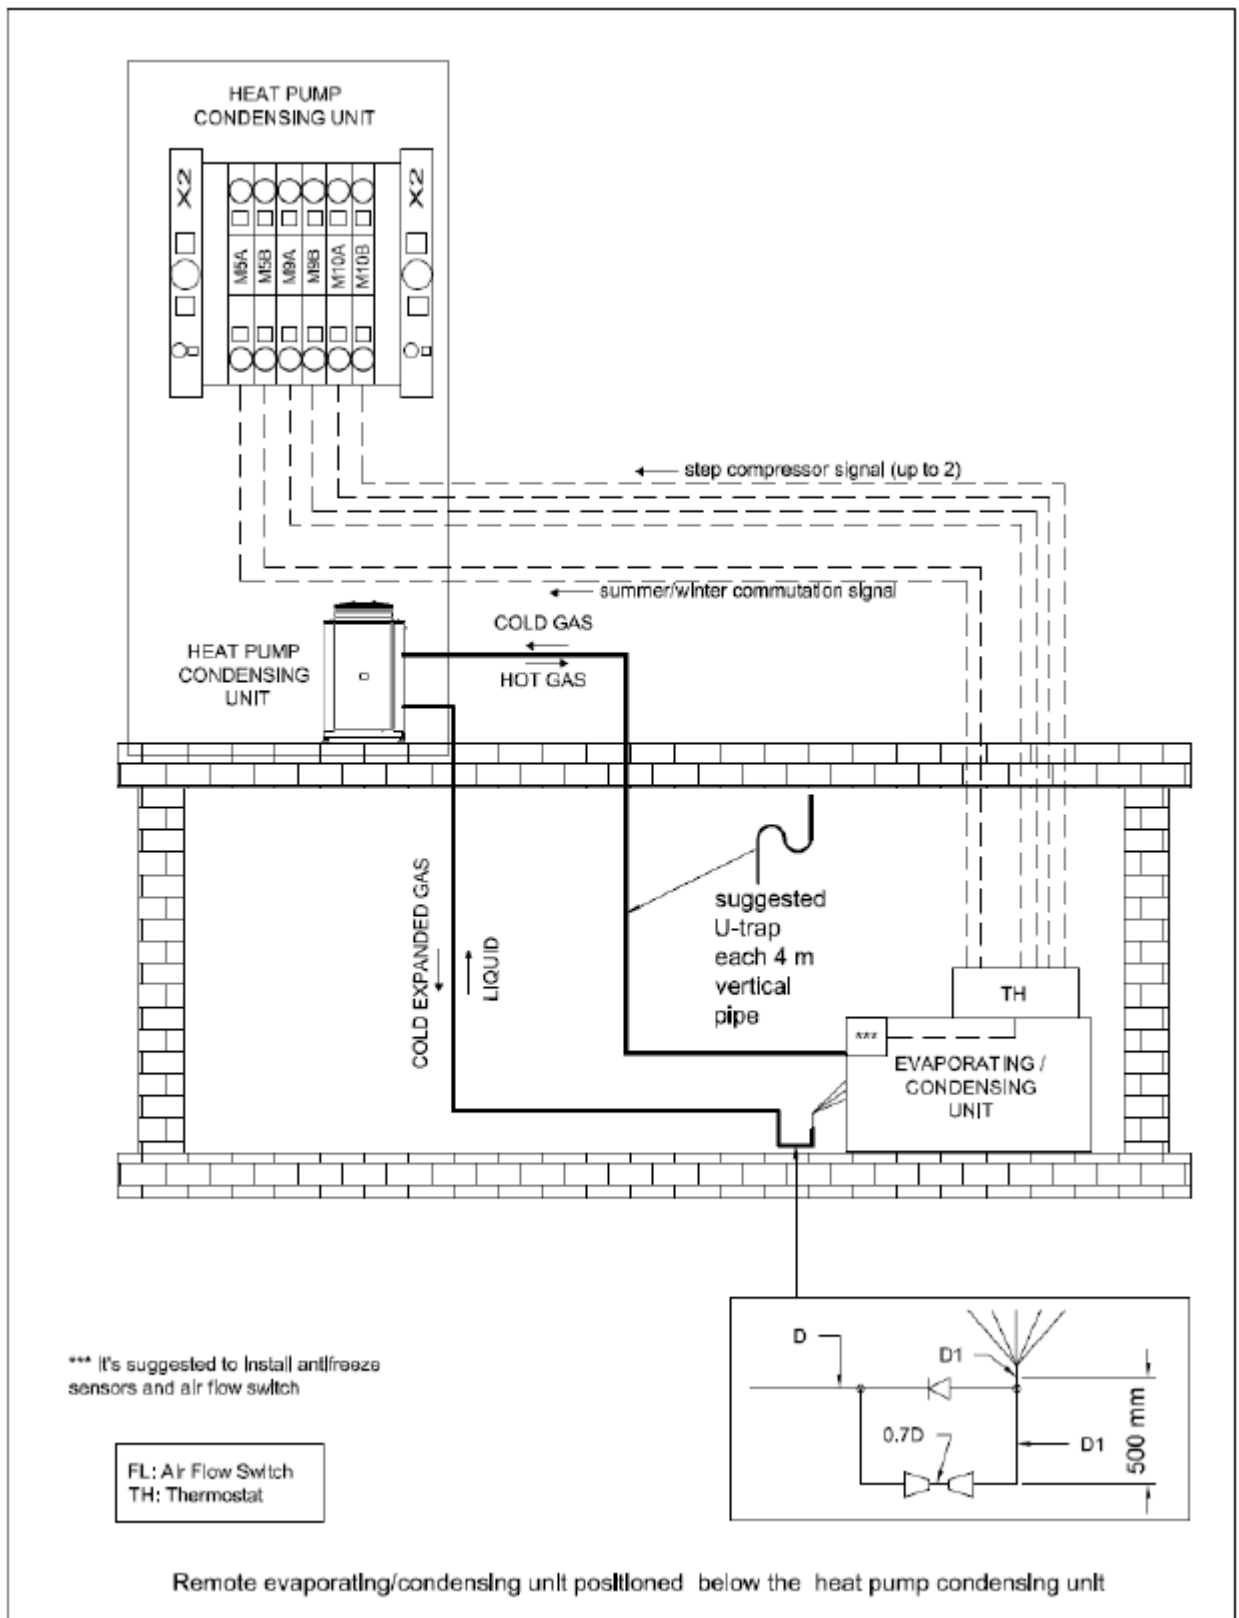 HEAT PUMP
CONDENSING UNIT
X2
M5A
M5B
M9A
M9B
M10A
M10B
X2
step compressor signal (up to 2)
summer/winter commutation signal
COLD GAS
HOT GAS
HEAT PUMP
CONDENSING
UNIT
COLD EXPANDED GAS
LIQUID
suggested
U-trap
each 4 m
vertical
pipe
TH
***
EVAPORATING /
CONDENSING
UNIT
D
D1
0.7D
D1
500 mm
*** It's suggested to install antifreeze
sensors and air flow switch
FL: Air Flow Switch
TH: Thermostat
Remote evaporating/condensing unit positioned below the heat pump condensing unit